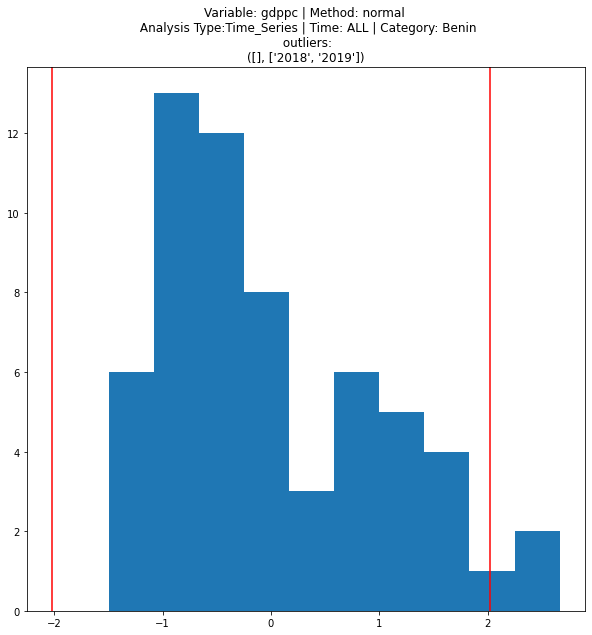 Variable: gdppc | Method: normal
Analysis Type:Time_Series | Time: ALL | Category: Benin
outliers:
([], ['2018', '2019'])
12
10
8
6
4
2
0
−2 −1 0 1 2